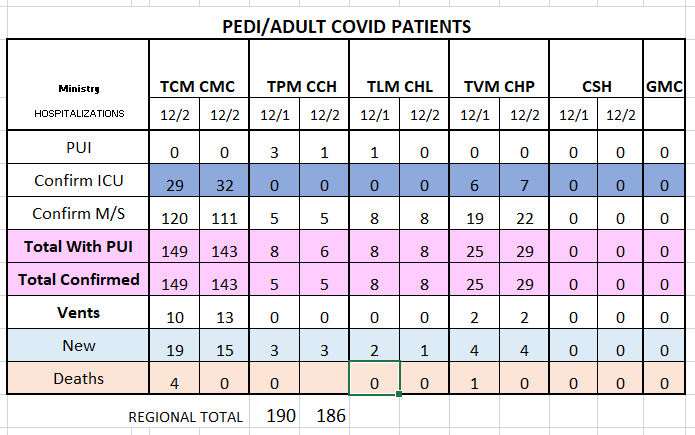 PEDI/ADULT COVID PATIENTS
Ministry TCM CMC TPM CCH TLM CHL TVM CHP CSH GMC
HOSPITALIZATIONS 12/2 12/2 12/1 12/2 12/1 12/2 12/1 12/2 12/1 12/2
PUI 0 0 3 1 1 0 0 0 0 0 0
Confirm ICU 29 32 0 0 0 0 6 7 0 0 0
Confirm M/S 120 111 5 5 8 8 19 22 0 0 0
Total With PUI 149 143 8 6 8 8 25 29 0 0 0
Total Confirmed 149 143 5 5 8 8 25 29 0 0 0
Vents 10 13 0 0 0 0 2 2 0 0 0
New 19 15 3 3 2 1 4 4 0 0 0
Deaths 4 0 0 0 0 1 0 0 0 0
REGIONAL TOTAL 190 186